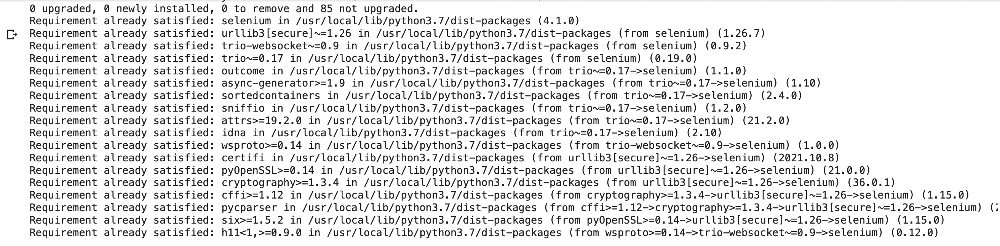 0 upgraded, 0 newly installed, 0 to remove and 85 not upgraded.
Requirement already satisfied: selenium in /usr/local/lib/python3.7/dist-packages (4.1.0)
Requirement already satisfied: urllib3[secure]~=1.26 in /usr/local/lib/python3.7/dist-packages (from selenium) (1.26.7)
Requirement already satisfied: trio-websocket~=0.9 in /usr/local/lib/python3.7/dist-packages (from selenium) (0.9.2)
Requirement already satisfied: trio~=0.17 in /usr/local/lib/python3.7/dist-packages (from selenium) (0.19.0)
Requirement already satisfied: outcome in /usr/local/lib/python3.7/dist-packages (from trio~=0.17->selenium) (1.1.0)
Requirement already satisfied: async-generator>=1.9 in /usr/local/lib/python3.7/dist-packages (from trio~=0.17->selenium) (1.10)
Requirement already satisfied: sortedcontainers in /usr/local/lib/python3.7/dist-packages (from trio~=0.17->selenium) (2.4.0)
Requirement already satisfied: sniffio in /usr/local/lib/python3.7/dist-packages (from trio~=0.17->selenium) (1.2.0)
Requirement already satisfied: attrs>=19.2.0 in /usr/local/lib/python3.7/dist-packages (from trio~=0.17->selenium) (21.2.0)
Requirement already satisfied: idna in /usr/local/lib/python3.7/dist-packages (from trio~=0.17->selenium) (2.10)
Requirement already satisfied: wsproto>=0.14 in /usr/local/lib/python3.7/dist-packages (from trio-websocket~=0.9->selenium) (1.0.0)
Requirement already satisfied: certifi in /usr/local/lib/python3.7/dist-packages (from urllib3[secure]~=1.26->selenium) (2021.10.8)
Requirement already satisfied: pyOpenSSL>=0.14 in /usr/local/lib/python3.7/dist-packages (from urllib3[secure]~=1.26->selenium) (21.0.0)
Requirement already satisfied: cryptography>=1.3.4 in /usr/local/lib/python3.7/dist-packages (from urllib3[secure]~=1.26->selenium) (36.0.1)
Requirement already satisfied: cffi>=1.12 in /usr/local/lib/python3.7/dist-packages (from cryptography>=1.3.4->urllib3[secure]~=1.26->selenium) (1.15.0)
Requirement already satisfied: pycparser in /usr/local/lib/python3.7/dist-packages (from cffi>=1.12->cryptography>=1.3.4->urllib3[secure]~=1.26->selenium) (
Requirement already satisfied: six>=1.5.2 in /usr/local/lib/python3.7/dist-packages (from pyOpenSSL>=0.14->urllib3[secure]~=1.26->selenium) (1.15.0)
Requirement already satisfied: h11<1,>=0.9.0 in /usr/local/lib/python3.7/dist-packages (from wsproto>=0.14->trio-websocket~=0.9->selenium) (0.12.0)